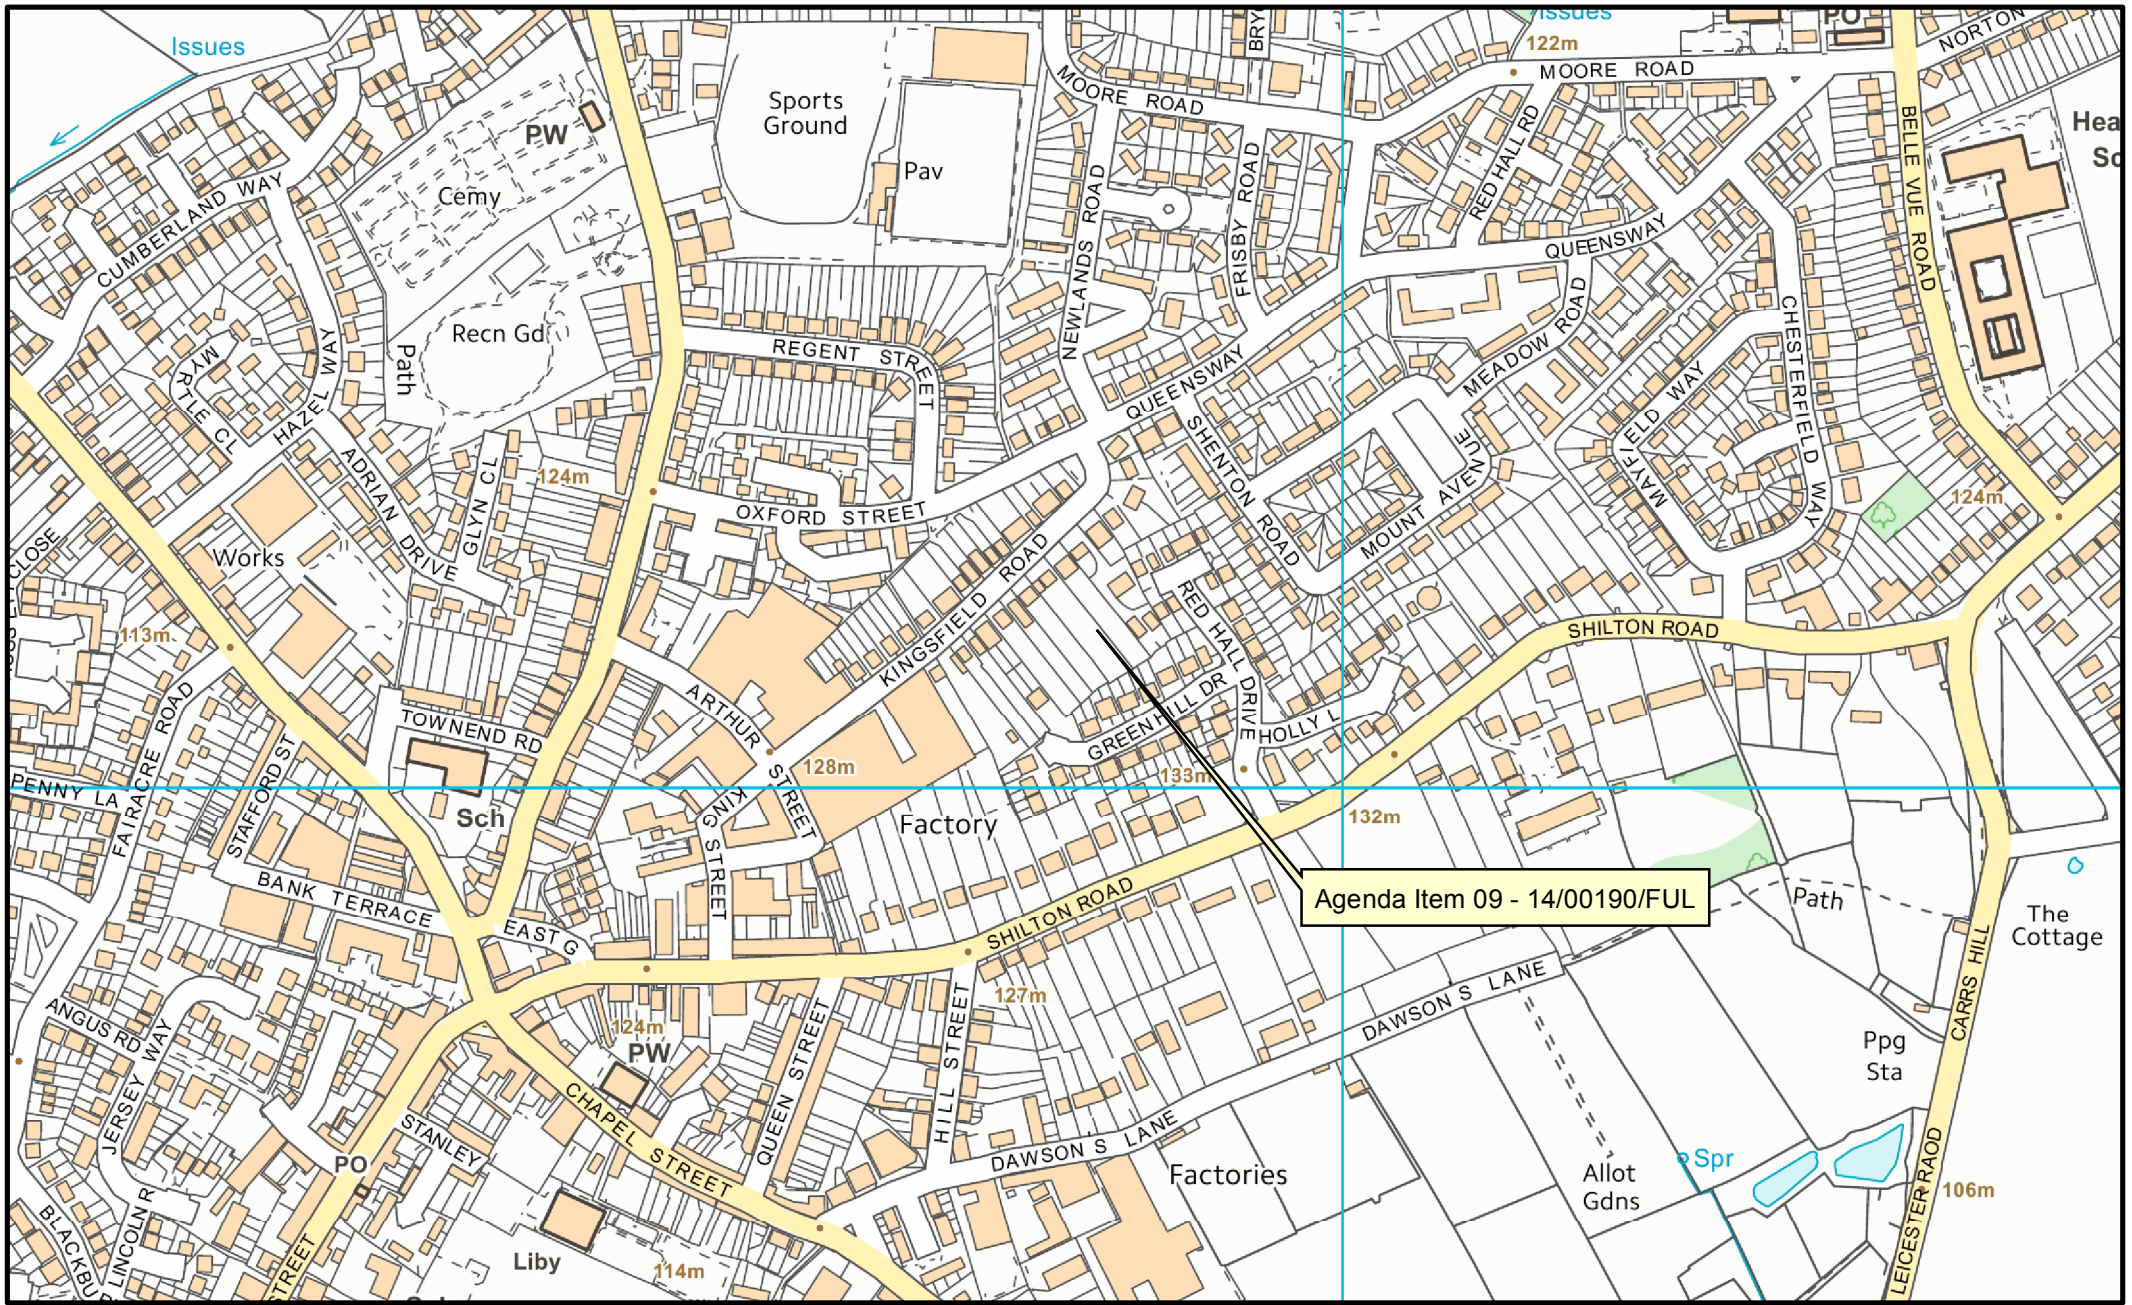 Issues
Issues
PO
122m
NORTON
MOORE ROAD
MOORE ROAD
Sports
Ground
PW
Pav
Cemy
CUMBERLAND WAY
HAZEL WAY
MYRTLE CL
Path
Recn Gd
REGENT STREET
NEWLANDS ROAD
FRISBY ROAD
RED HALL RD
QUEENSWAY
QUEENSWAY
BELLE VUE ROAD
CHESTERFIELD WAY
MAYFIELD WAY
MEADOW ROAD
MOUNT AVENUE
SHENTON ROAD
124m
124m
OXFORD STREET
ADRIAN DRIVE
GLYN CL
Works
CLOSE
113m
KINGSFIELD ROAD
RED HALL DRIVE
SHILTON ROAD
GREENHILL DR
HOLLY L
ARTHUR STREET
TOWNEND RD
FAIRACRE ROAD
STAFFORD ST
PENNY LA
Sch
128m
133m
132m
KING STREET
Factory
BANK TERRACE
EAST G
SHILTON ROAD
Agenda Item 09 - 14/00190/FUL
Path
The
Cottage
CARRS HILL
127m
124m
PW
ANGUS RD
JERSEY WAY
DAWSON S LANE
HILL STREET
QUEEN STREET
CHAPEL STREET
STANLEY
PO
DAWSON S LANE
Ppg
Sta
Factories
Allot
Gdns
Spr
106m
LEICESTER RAOD
LINCOLN R
Liby
114m
STREET